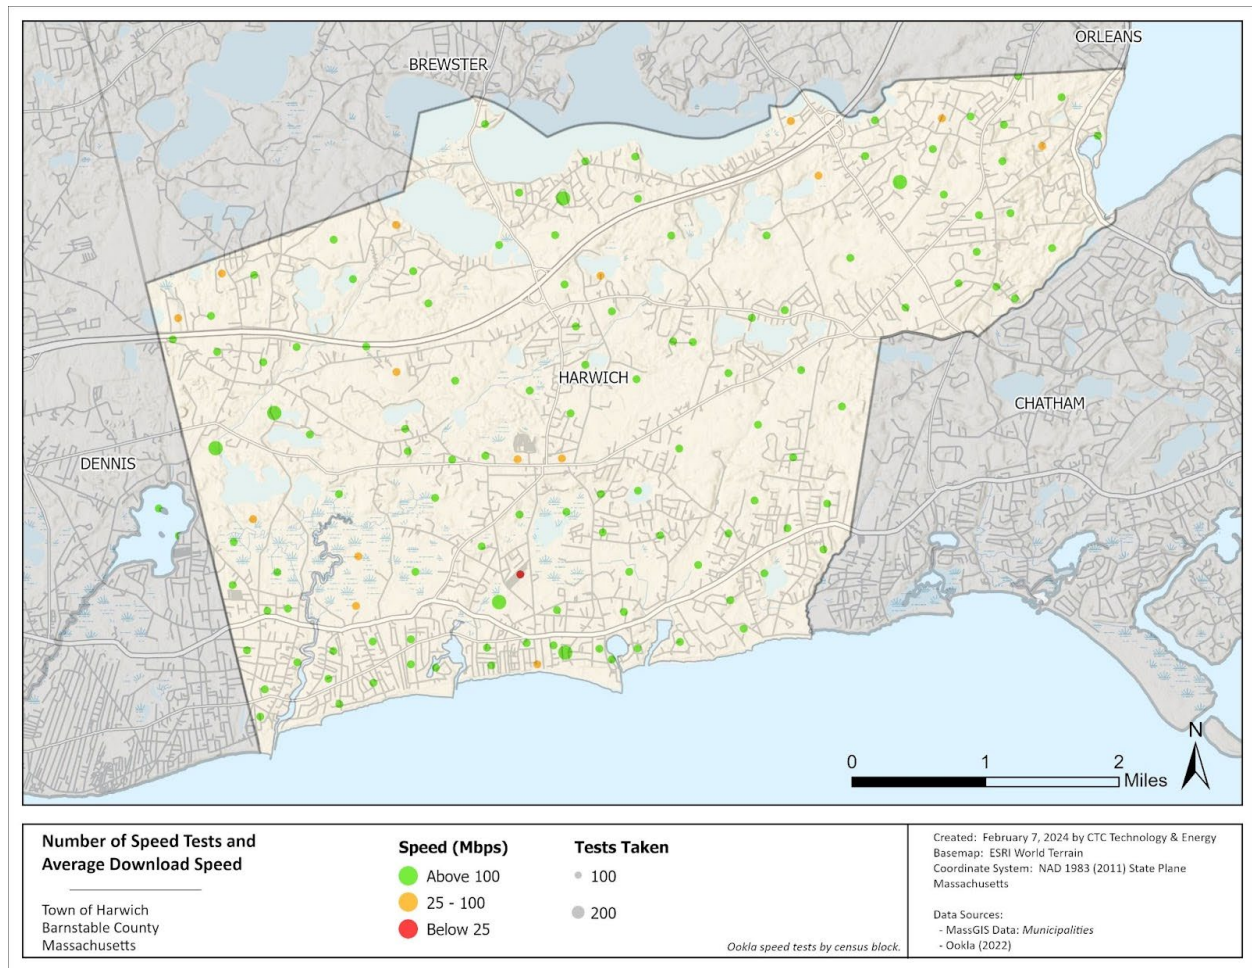 ORLEANS
BREWSTER
HARWICH
CHATHAM
DENNIS
N
0 1 2
Miles
Number of Speed Tests and
Average Download Speed
Town of Harwich
Barnstable County
Massachusetts
Speed (Mbps)
Above 100
25 - 100
Below 25
Tests Taken
100
200
Ookla speed tests by census block.
Created: February 7, 2024 by CTC Technology & Energy
Basemap: ESRI World Terrain
Coordinate System: NAD 1983 (2011) State Plane
Massachusetts
Data Sources:
- MassGIS Data: Municipalities
- Ookla (2022)